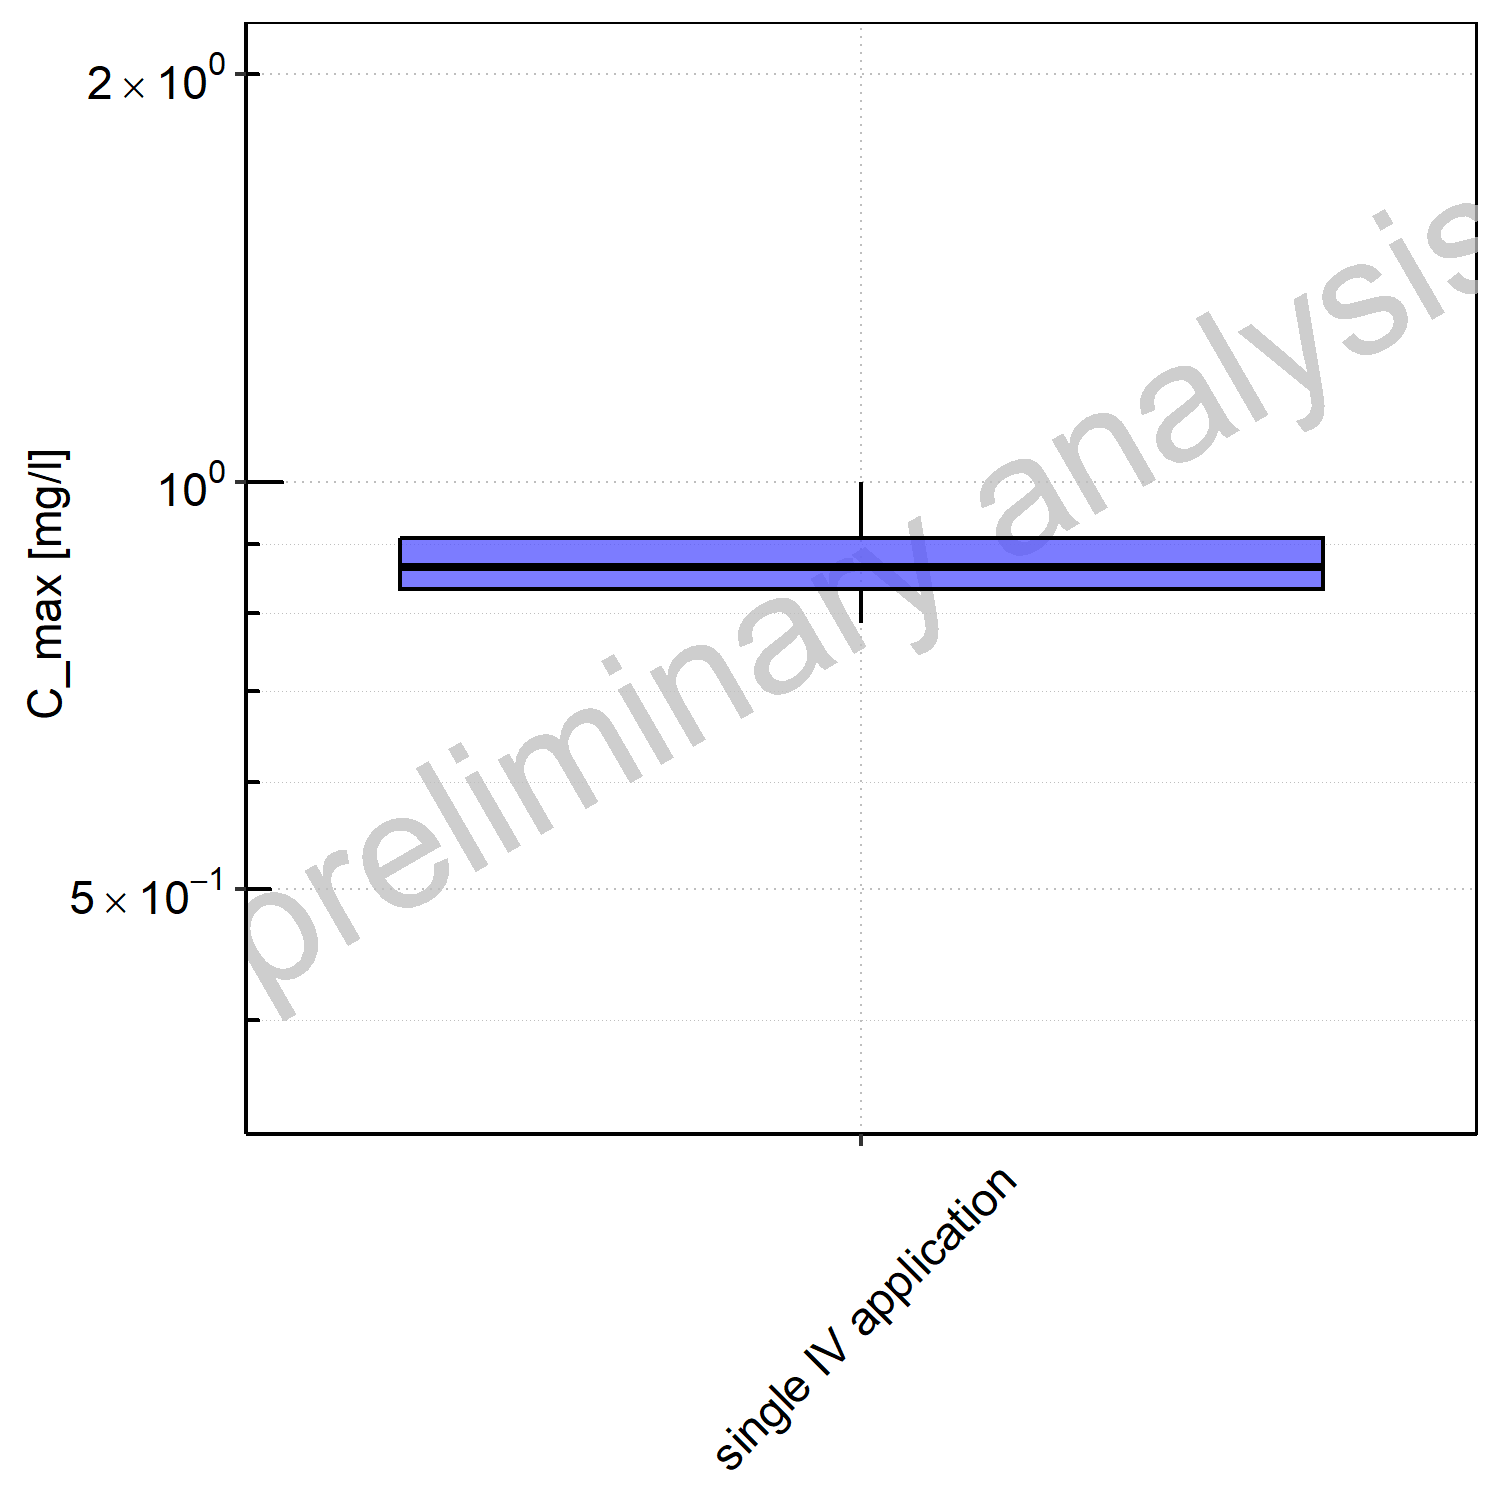 2 × 10⁰
10⁰
5 × 10⁻¹
C_max [mg/l]
preliminary analysis
single IV application